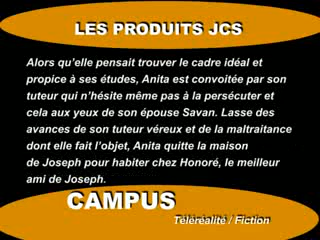 LES PRODUITS JCS
Alors qu'elle pensait trouver le cadre idéal et
propice à ses études, Anita est convoitée par son
tuteur qui n'hésite même pas à la persécuter et
cela aux yeux de son épouse Savan. Lasse des
avances de son tuteur véreux et de la maltraitance
dont elle fait l'objet, Anita quitte la maison
de Joseph pour habiter chez Honoré, le meilleur
ami de Joseph.
CAMPUS
Téléréalité / Fiction